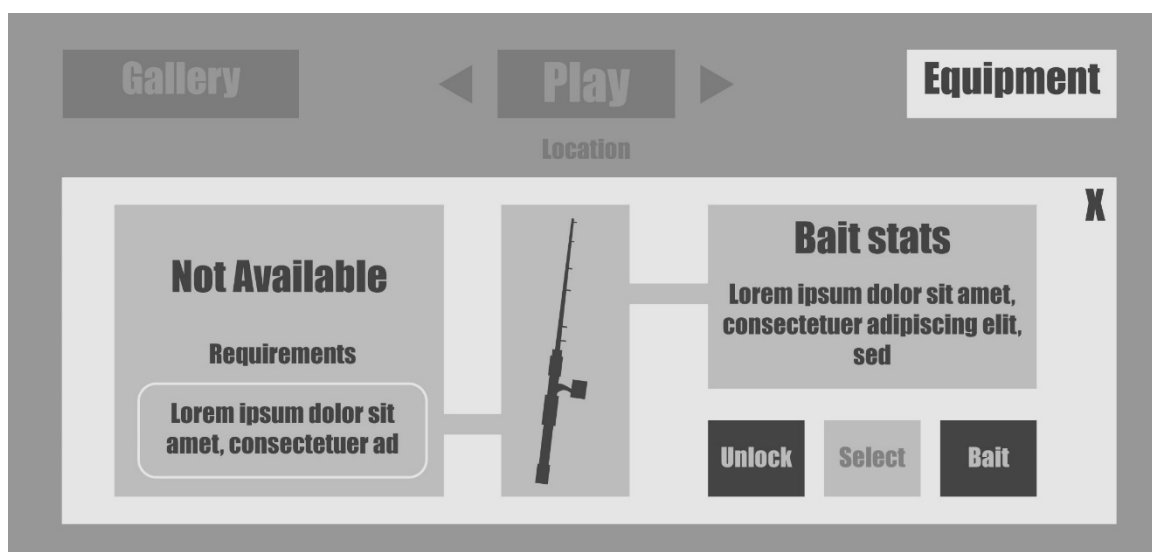 Gallery
Play
Equipment
Location
X
Not Available
Requirements
Lorem ipsum dolor sit
amet, consectetuer ad
Bait stats
Lorem ipsum dolor sit amet,
consectetuer adipiscing elit,
sed
Unlock
Select
Bait